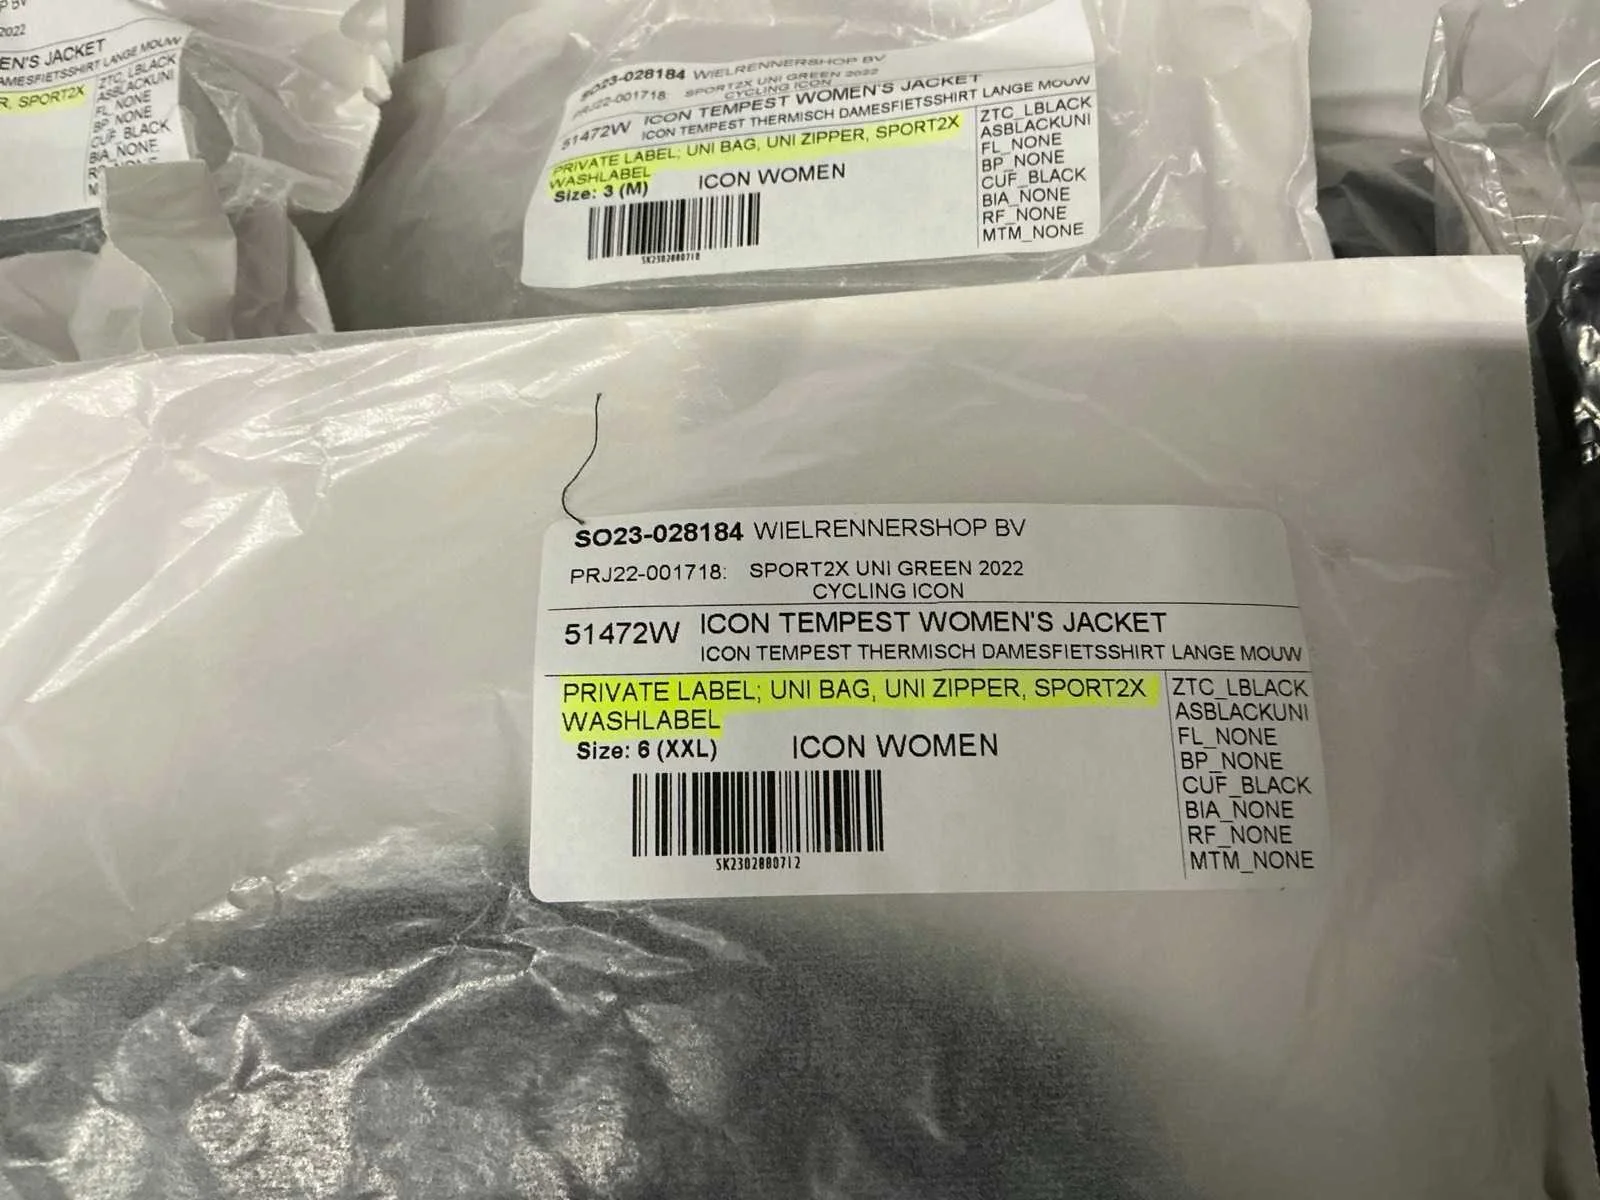 2022
EN'S JACKET
AMESFIETSSHIRT LANGE MOUW
R, SPORT2X
ZTC_LBLACK
ASBLACKUNI
FL_NONE
BP_NONE
CUF_BLACK
BIA_NONE
SO23-028184 WIELRENNERSHOP BV
PRJ22-001718: SPORT2X UNI GREEN 2022
CYCLING ICON
51472W ICON TEMPEST WOMEN'S JACKET
ICON TEMPEST THERMISCH DAMESFIETSSHIRT LANGE MOUW
PRIVATE LABEL; UNI BAG, UNI ZIPPER, SPORT2X
WASHLABEL
Size: 3 (M) ICON WOMEN
SK2302880710
ZTC_LBLACK
ASBLACKUNI
FL_NONE
BP_NONE
CUF_BLACK
BIA_NONE
RF_NONE
MTM_NONE
SO23-028184 WIELRENNERSHOP BV
PRJ22-001718: SPORT2X UNI GREEN 2022
CYCLING ICON
51472W ICON TEMPEST WOMEN'S JACKET
ICON TEMPEST THERMISCH DAMESFIETSSHIRT LANGE MOUW
PRIVATE LABEL; UNI BAG, UNI ZIPPER, SPORT2X
WASHLABEL
Size: 6 (XXL) ICON WOMEN
SK2302880712
ZTC_LBLACK
ASBLACKUNI
FL_NONE
BP_NONE
CUF_BLACK
BIA_NONE
RF_NONE
MTM_NONE